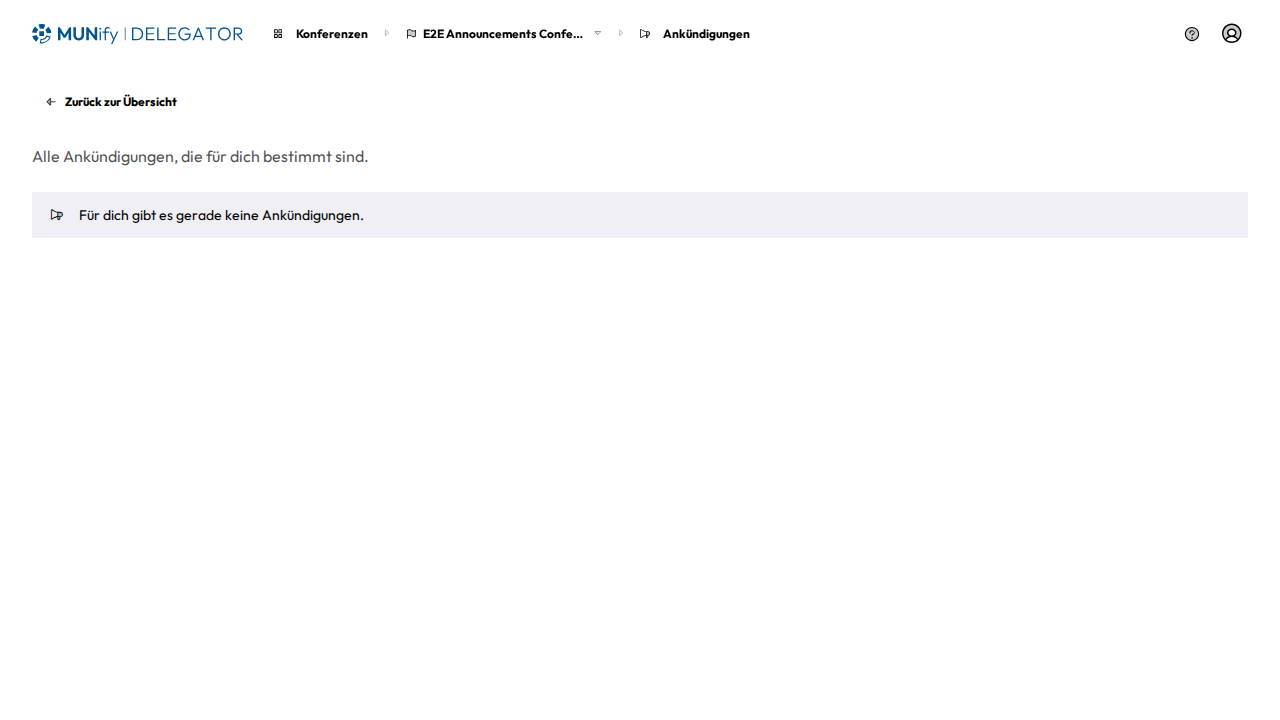 MUNify | DELEGATOR Konferenzen E2E Announcements Confe... Ankündigungen
Zurück zur Übersicht
Alle Ankündigungen, die für dich bestimmt sind.
Für dich gibt es gerade keine Ankündigungen.